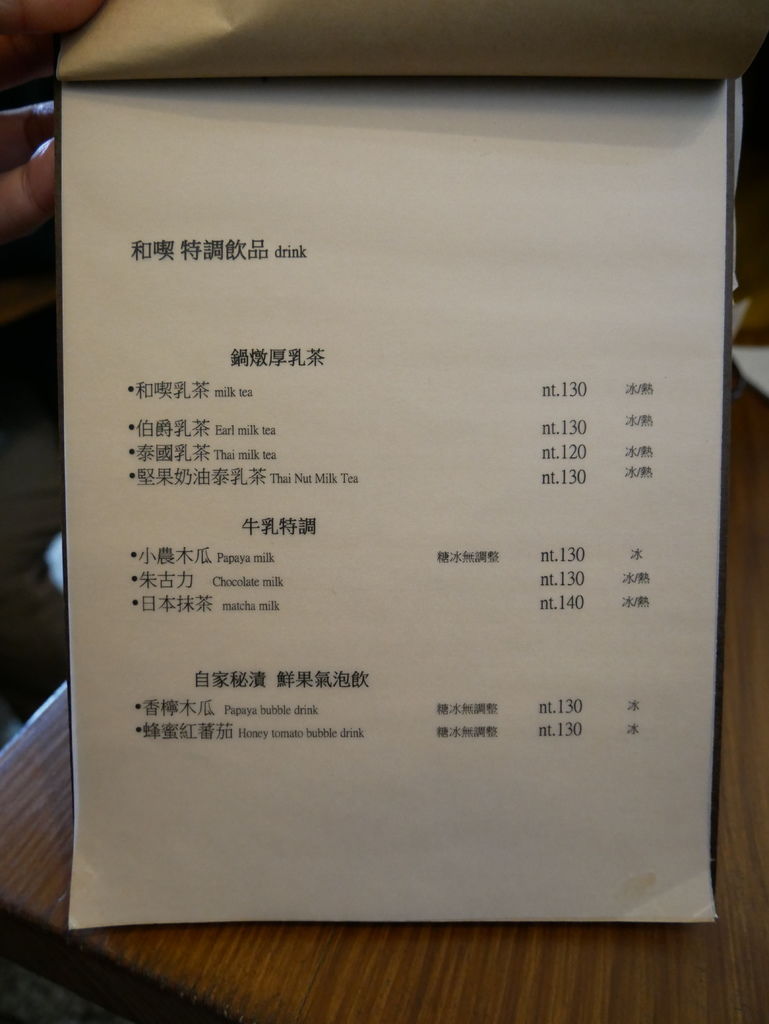 和喫 特調飲品 drink
鍋燉厚乳茶
•和喫乳茶 milk tea nt.130 冰/熱
•伯爵乳茶 Earl milk tea nt.130 冰/熱
•泰國乳茶 Thai milk tea nt.120 冰/熱
•堅果奶油泰乳茶 Thai Nut Milk Tea nt.130 冰/熱
牛乳特調
•小農木瓜 Papaya milk 糖冰無調整 nt.130 冰
•朱古力 Chocolate milk nt.130 冰/熱
•日本抹茶 matcha milk nt.140 冰/熱
自家秘漬 鮮果氣泡飲
•香檸木瓜 Papaya bubble drink 糖冰無調整 nt.130 冰
•蜂蜜紅蕃茄 Honey tomato bubble drink 糖冰無調整 nt.130 冰